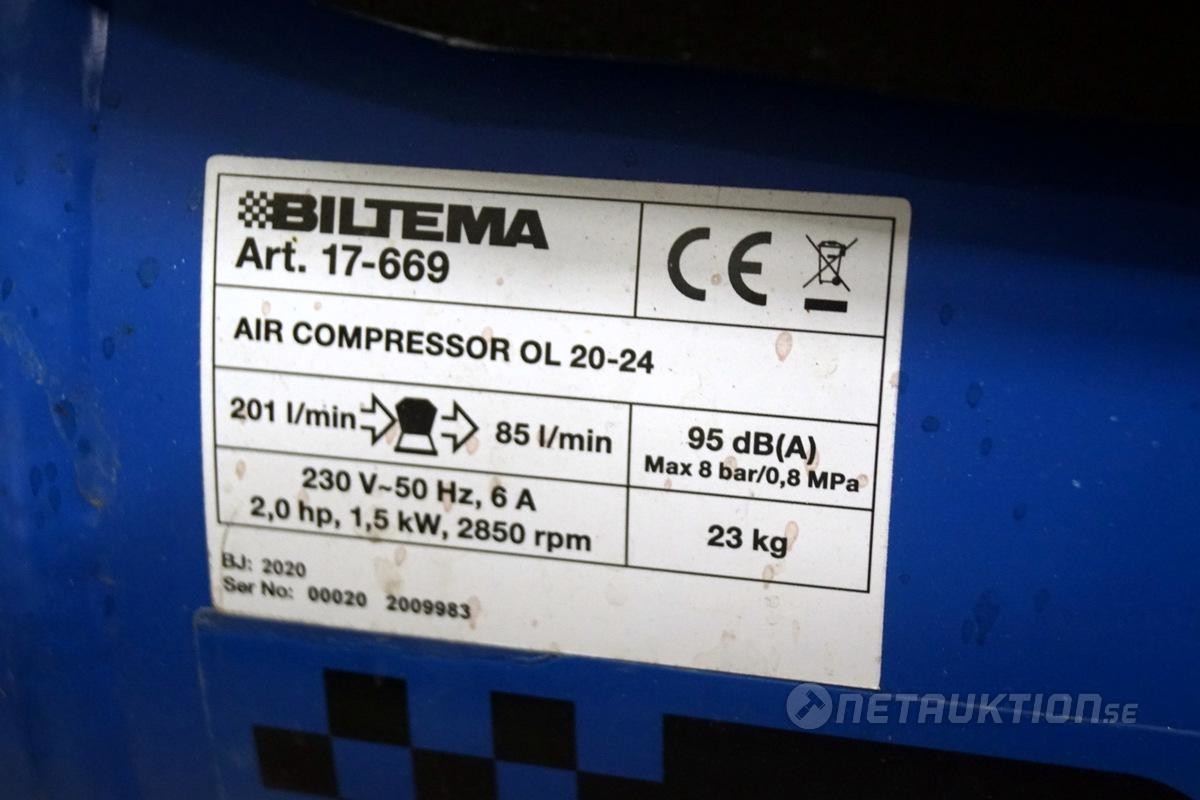 BILTEMA
Art. 17-669
CE
AIR COMPRESSOR OL 20-24
201 l/min 85 l/min
95 dB(A)
Max 8 bar/0,8 MPa
230 V~50 Hz, 6 A
2,0 hp, 1,5 kW, 2850 rpm
23 kg
BJ: 2020
Ser No: 00020 2009983
NETAUKTION.SE